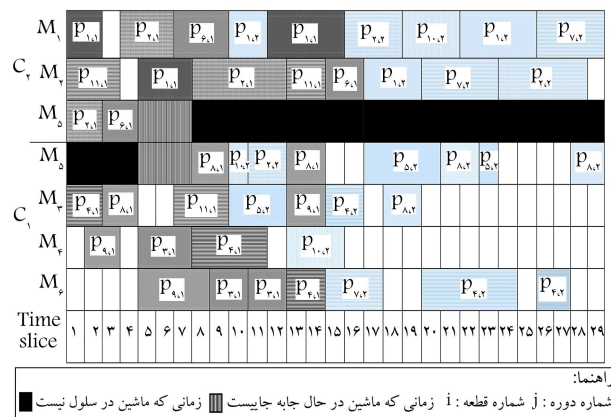 M۱ p۱،۱ p۲،۱ p۶،۱ p۱،۲ p۱،۱ p۲،۲ p۱۰،۲ p۱،۲ p۷،۲
C۲ M۲ p۱۱،۱ p۱،۱ p۲،۱ p۱۱،۱ p۶،۱ p۱،۲ p۷،۲ p۲،۲
M۵ p۲،۱ p۶،۱
M۵ p۸،۱ p۱۰،۲ p۲،۲ p۸،۱ p۵،۲ p۸،۲ p۵،۲ p۸،۲
C۱ M۳ p۴،۱ p۸،۱ p۱۱،۱ p۵،۲ p۹،۱ p۴،۲ p۸،۲
M۴ p۹،۱ p۳،۱ p۴،۱ p۱۰،۲
M۶ p۹،۱ p۳،۱ p۳،۱ p۴،۱ p۷،۲ p۴،۲ p۴،۲
Time
slice ۱ ۲ ۳ ۴ ۵ ۶ ۷ ۸ ۹ ۱۰ ۱۱ ۱۲ ۱۳ ۱۴ ۱۵ ۱۶ ۱۷ ۱۸ ۱۹ ۲۰ ۲۱ ۲۲ ۲۳ ۲۴ ۲۵ ۲۶ ۲۷ ۲۸ ۲۹
راهنما:
شماره دوره : j شماره قطعه : i زمانی که ماشین در حال جابه جاییست زمانی که ماشین در سلول نیست